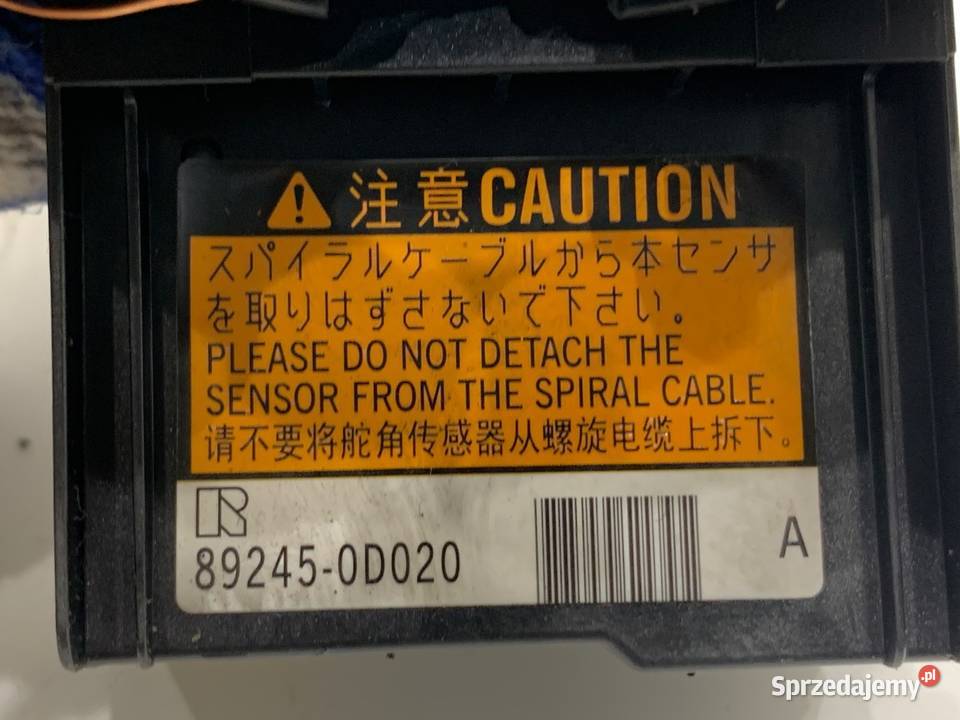 注意CAUTION
スパイラルケーブルから本センサ
を取りはずさないで下さい。
PLEASE DO NOT DETACH THE
SENSOR FROM THE SPIRAL CABLE.
请不要将舵角传感器从螺旋电缆上拆下。
R
89245-0D020
A
Sprzedajemy.pl